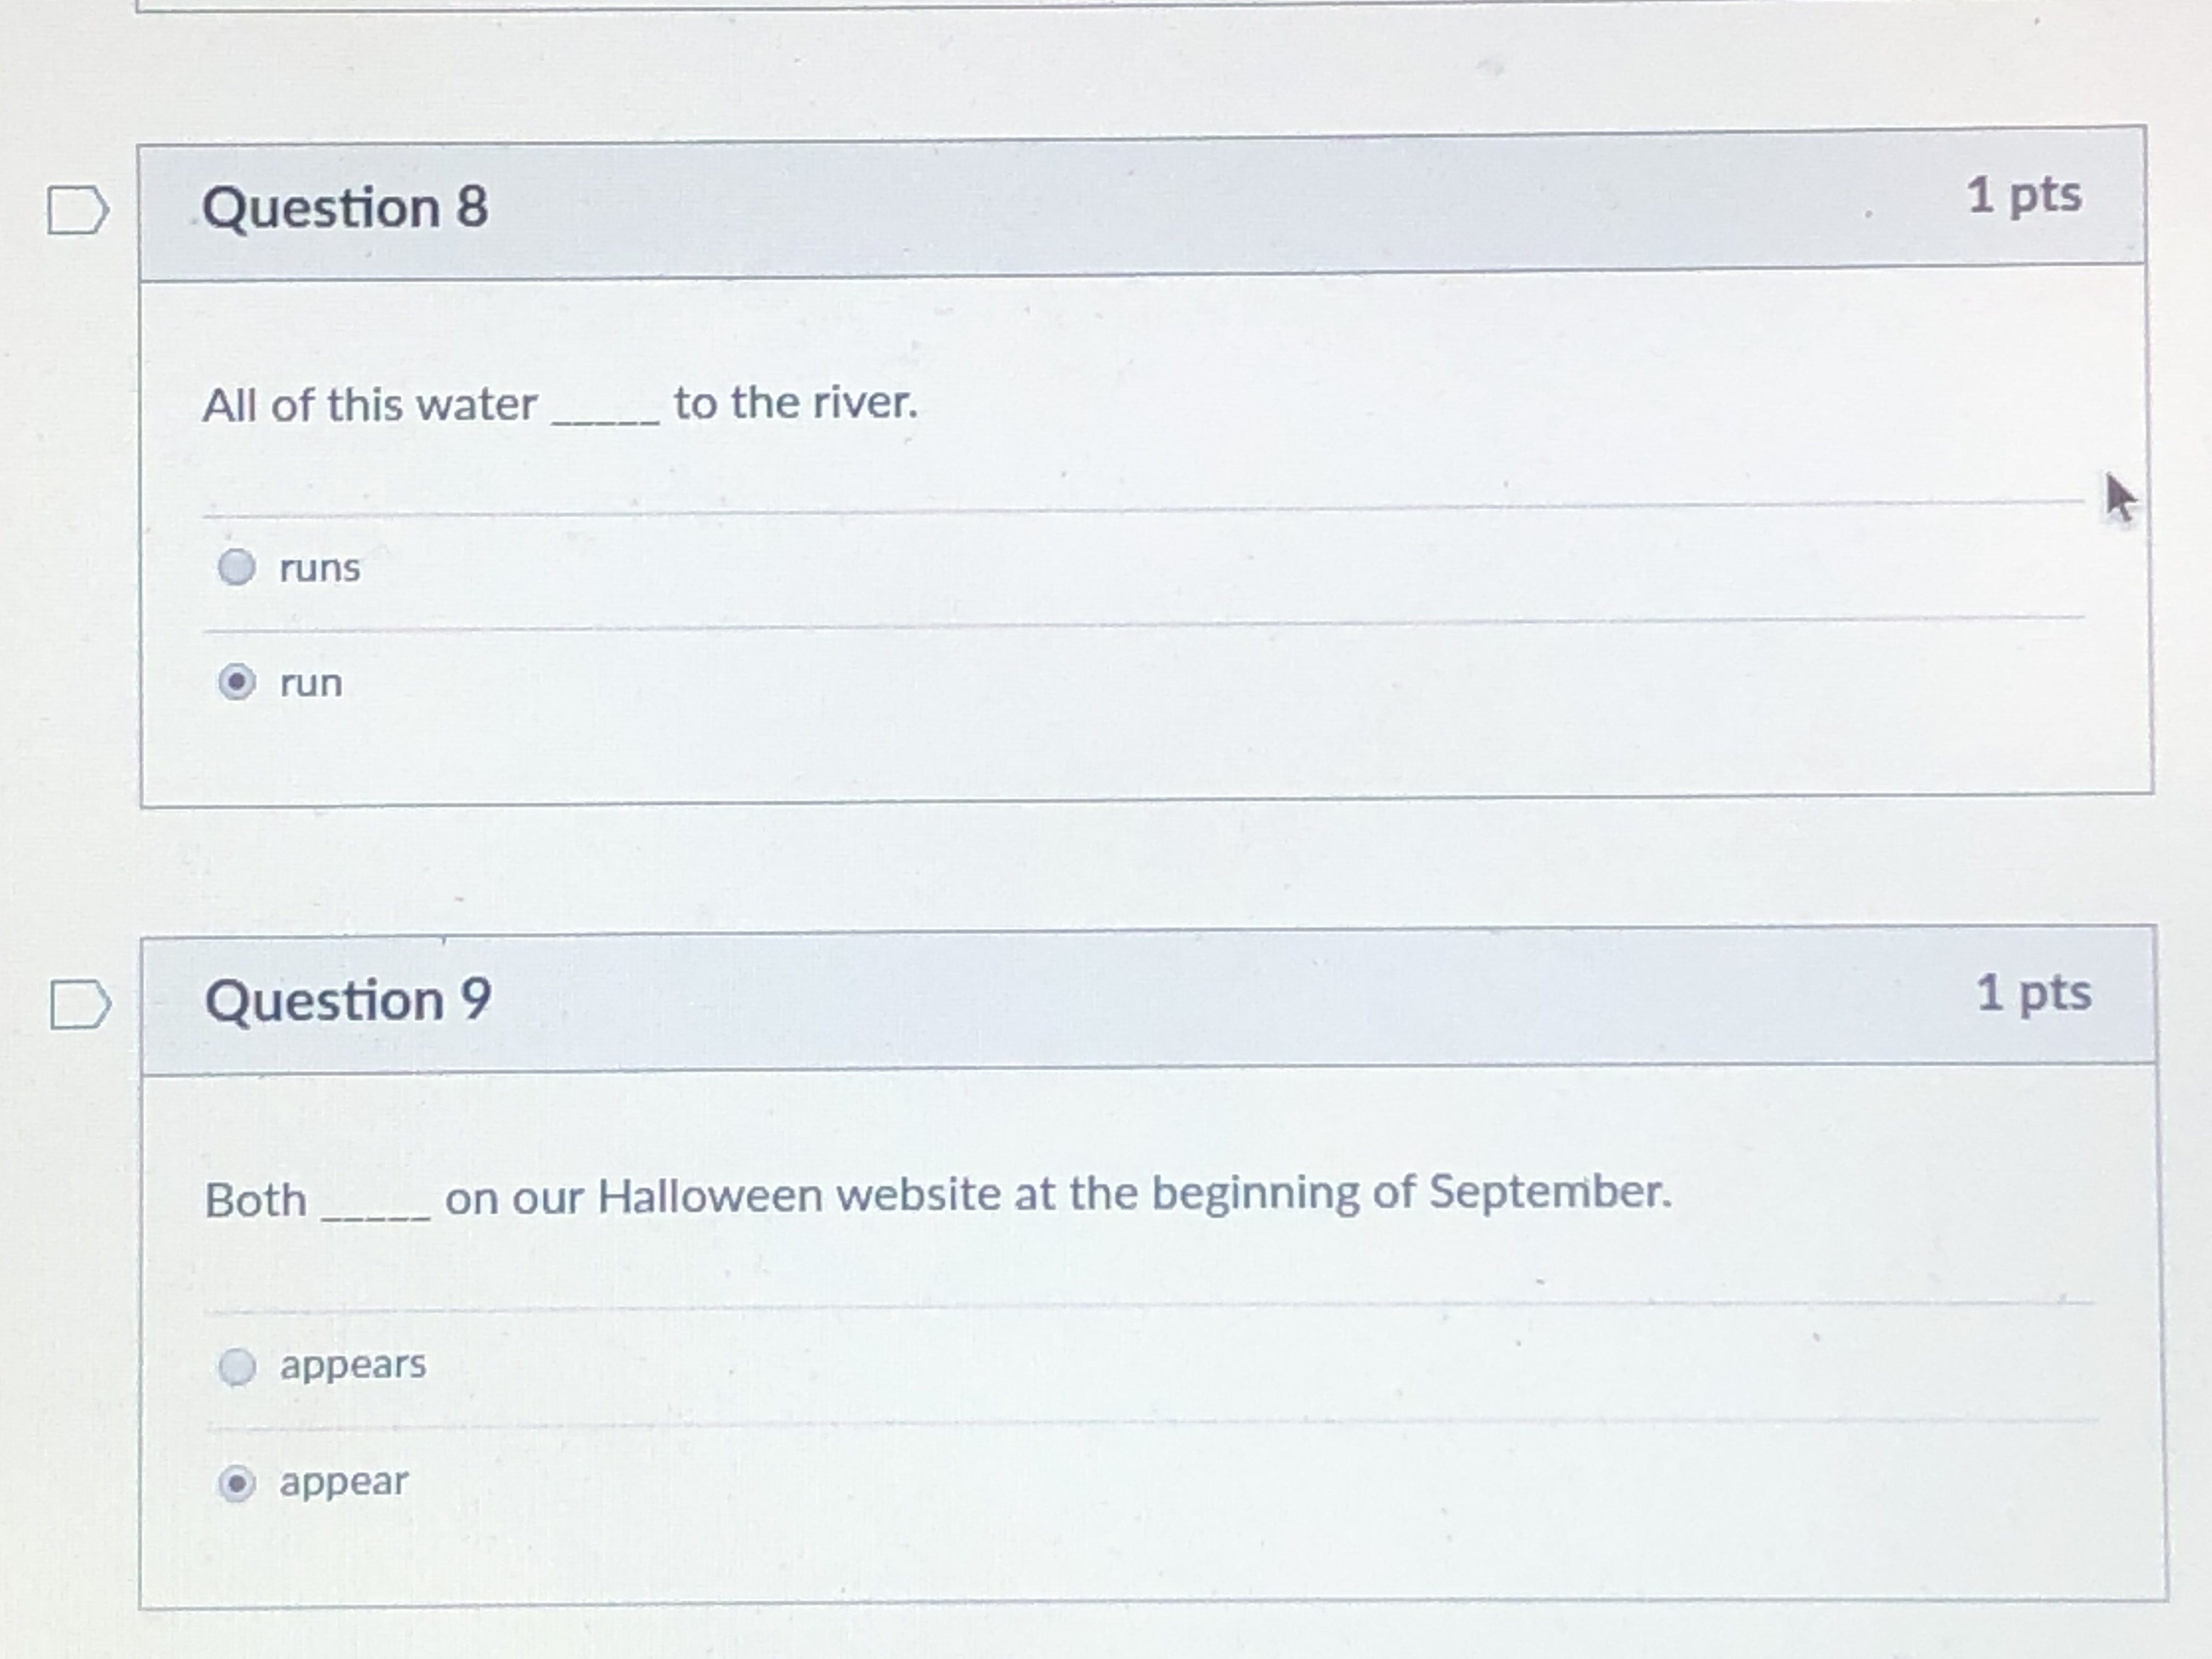 Question 8
1 pts
All of this water _____ to the river.
runs
run
Question 9
1 pts
Both _____ on our Halloween website at the beginning of September.
appears
appear